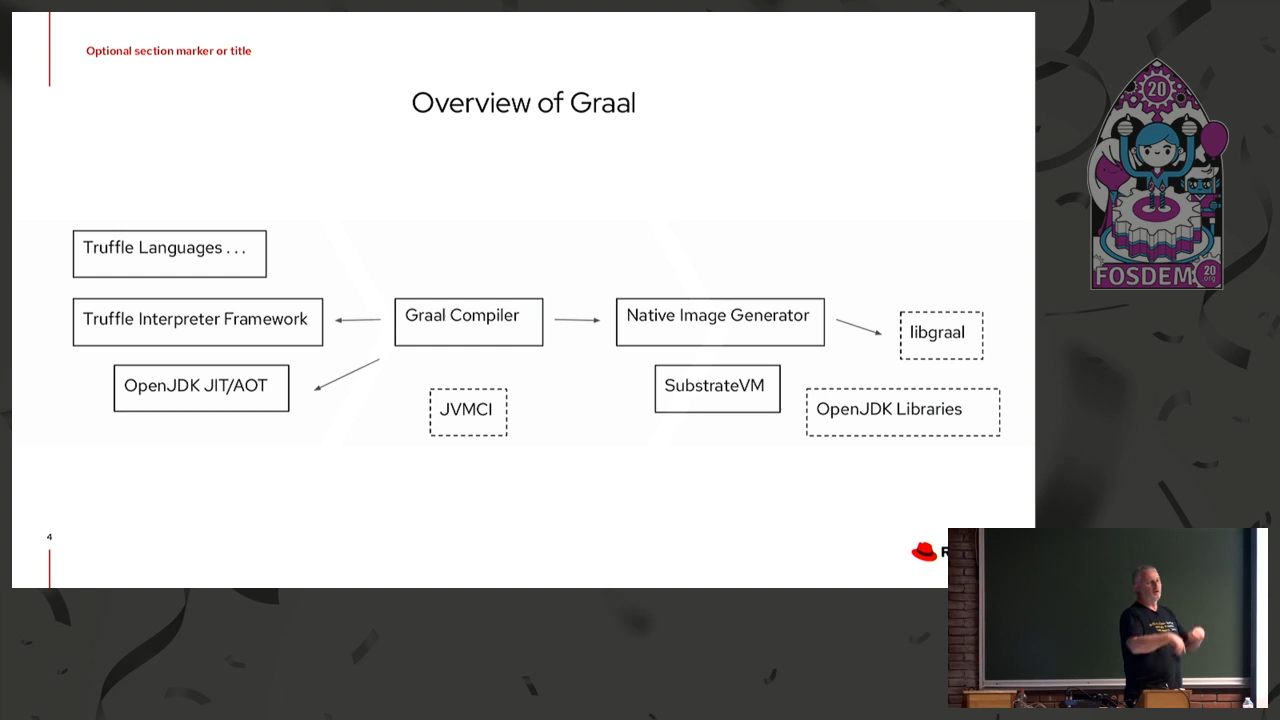 Optional section marker or title
Overview of Graal
Truffle Languages . . .
Truffle Interpreter Framework
Graal Compiler
Native Image Generator
libgraal
OpenJDK JIT/AOT
JVMCI
SubstrateVM
OpenJDK Libraries
4
20
FOSDEM
20
.org